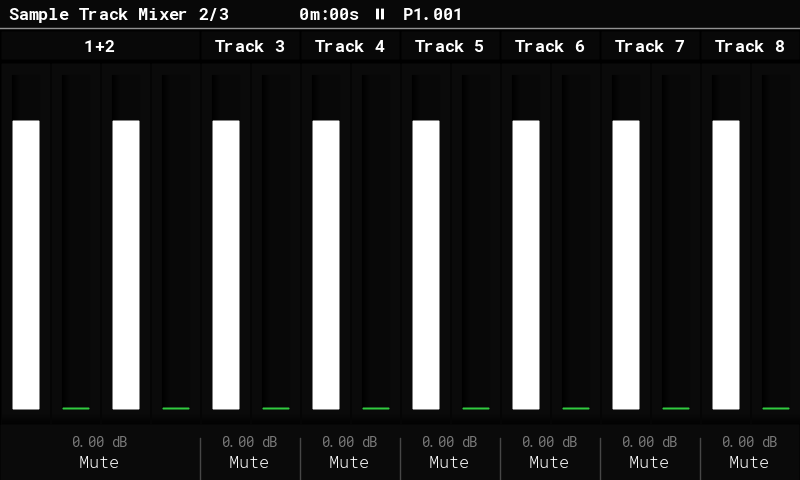 Sample Track Mixer 2/3 0m:00s ⏸ P1.001
1+2 Track 3 Track 4 Track 5 Track 6 Track 7 Track 8
0.00 dB 0.00 dB 0.00 dB 0.00 dB 0.00 dB 0.00 dB 0.00 dB
Mute Mute Mute Mute Mute Mute Mute